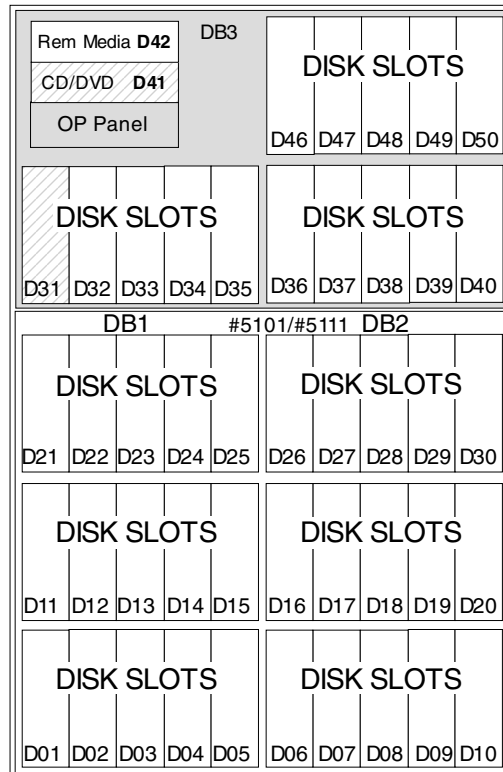 Rem Media D42
DB3
CD/DVD D41
OP Panel
DISK SLOTS
D46 D47 D48 D49 D50
DISK SLOTS
D31 D32 D33 D34 D35
DISK SLOTS
D36 D37 D38 D39 D40
DB1 #5101/#5111 DB2
DISK SLOTS
D21 D22 D23 D24 D25
DISK SLOTS
D26 D27 D28 D29 D30
DISK SLOTS
D11 D12 D13 D14 D15
DISK SLOTS
D16 D17 D18 D19 D20
DISK SLOTS
D01 D02 D03 D04 D05
DISK SLOTS
D06 D07 D08 D09 D10